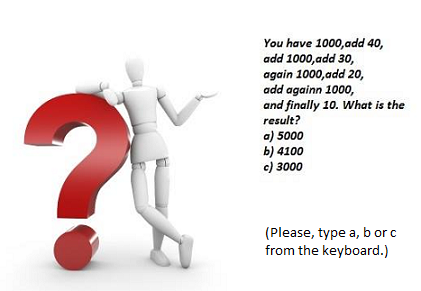 You have 1000,add 40,
add 1000,add 30,
again 1000,add 20,
add againn 1000,
and finally 10. What is the
result?
a) 5000
b) 4100
c) 3000
(Please, type a, b or c
from the keyboard.)